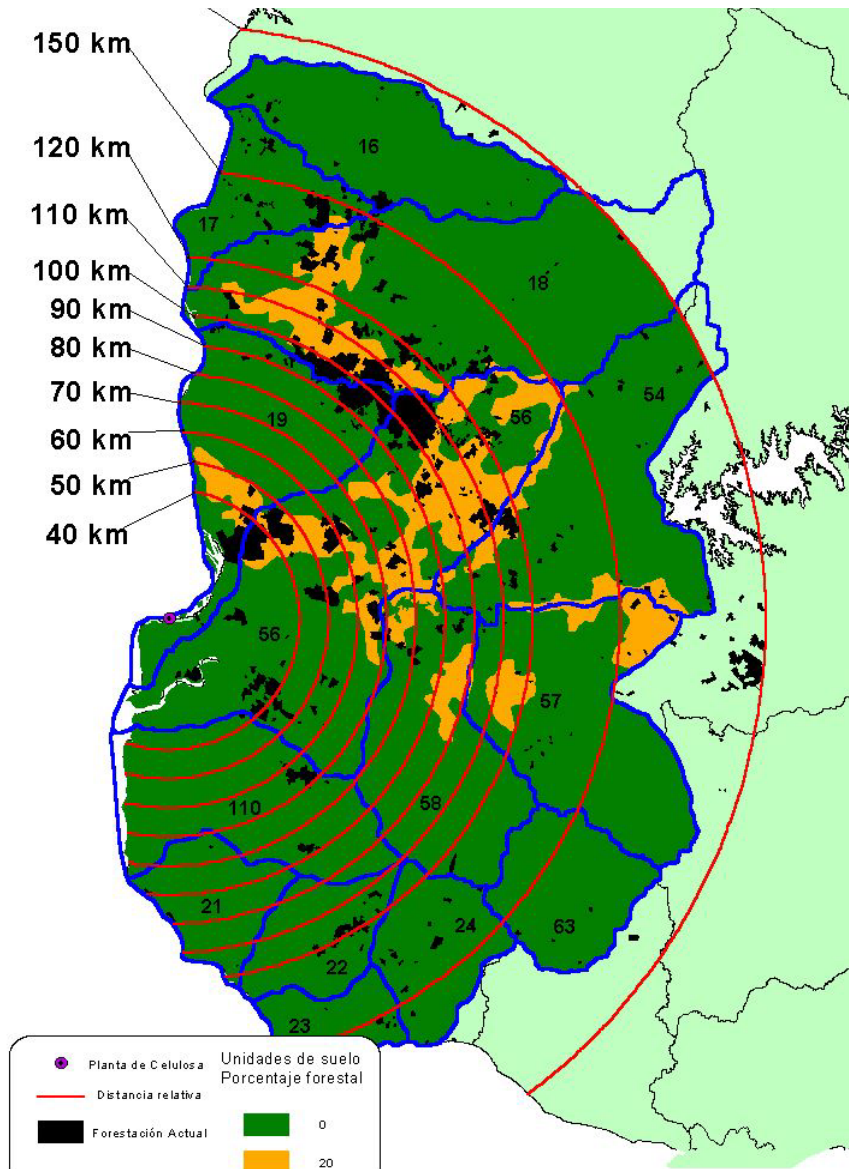 150 km
120 km
110 km
100 km
90 km
80 km
70 km
60 km
50 km
40 km
16
17
18
54
19
56
56
57
58
110
21
24
63
22
23
Planta de Celulosa
Distancia relativa
Forestación Actual
Unidades de suelo
Porcentaje forestal
0
20